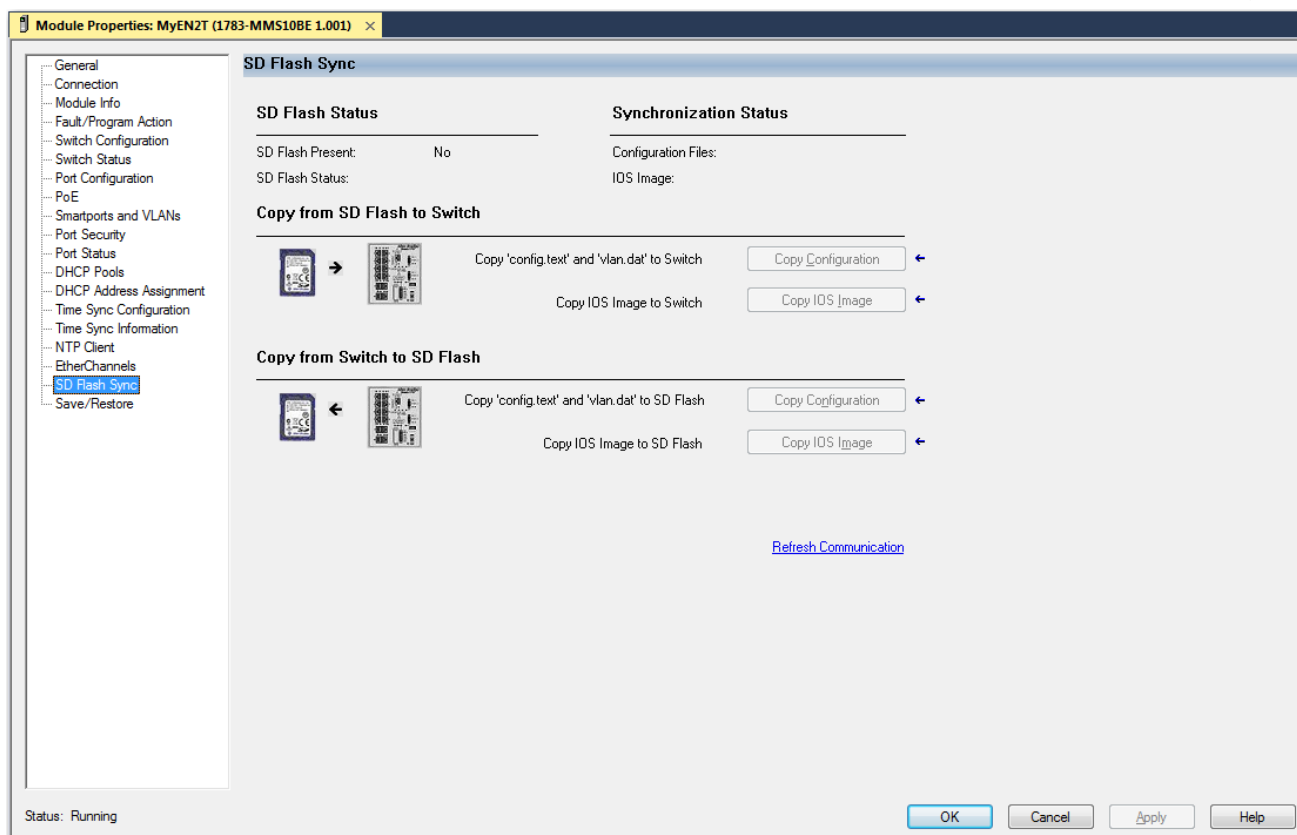 Module Properties: MyEN2T (1783-MMS10BE 1.001)
General
Connection
Module Info
Fault/Program Action
Switch Configuration
Switch Status
Port Configuration
PoE
Smartports and VLANs
Port Security
Port Status
DHCP Pools
DHCP Address Assignment
Time Sync Configuration
Time Sync Information
NTP Client
EtherChannels
SD Flash Sync
Save/Restore
SD Flash Sync
SD Flash Status
Synchronization Status
SD Flash Present: No
Configuration Files:
SD Flash Status:
IOS Image:
Copy from SD Flash to Switch
Copy 'config.text' and 'vlan.dat' to Switch
Copy Configuration
Copy IOS Image to Switch
Copy IOS Image
Copy from Switch to SD Flash
Copy 'config.text' and 'vlan.dat' to SD Flash
Copy Configuration
Copy IOS Image to SD Flash
Copy IOS Image
Refresh Communication
Status: Running
OK
Cancel
Apply
Help